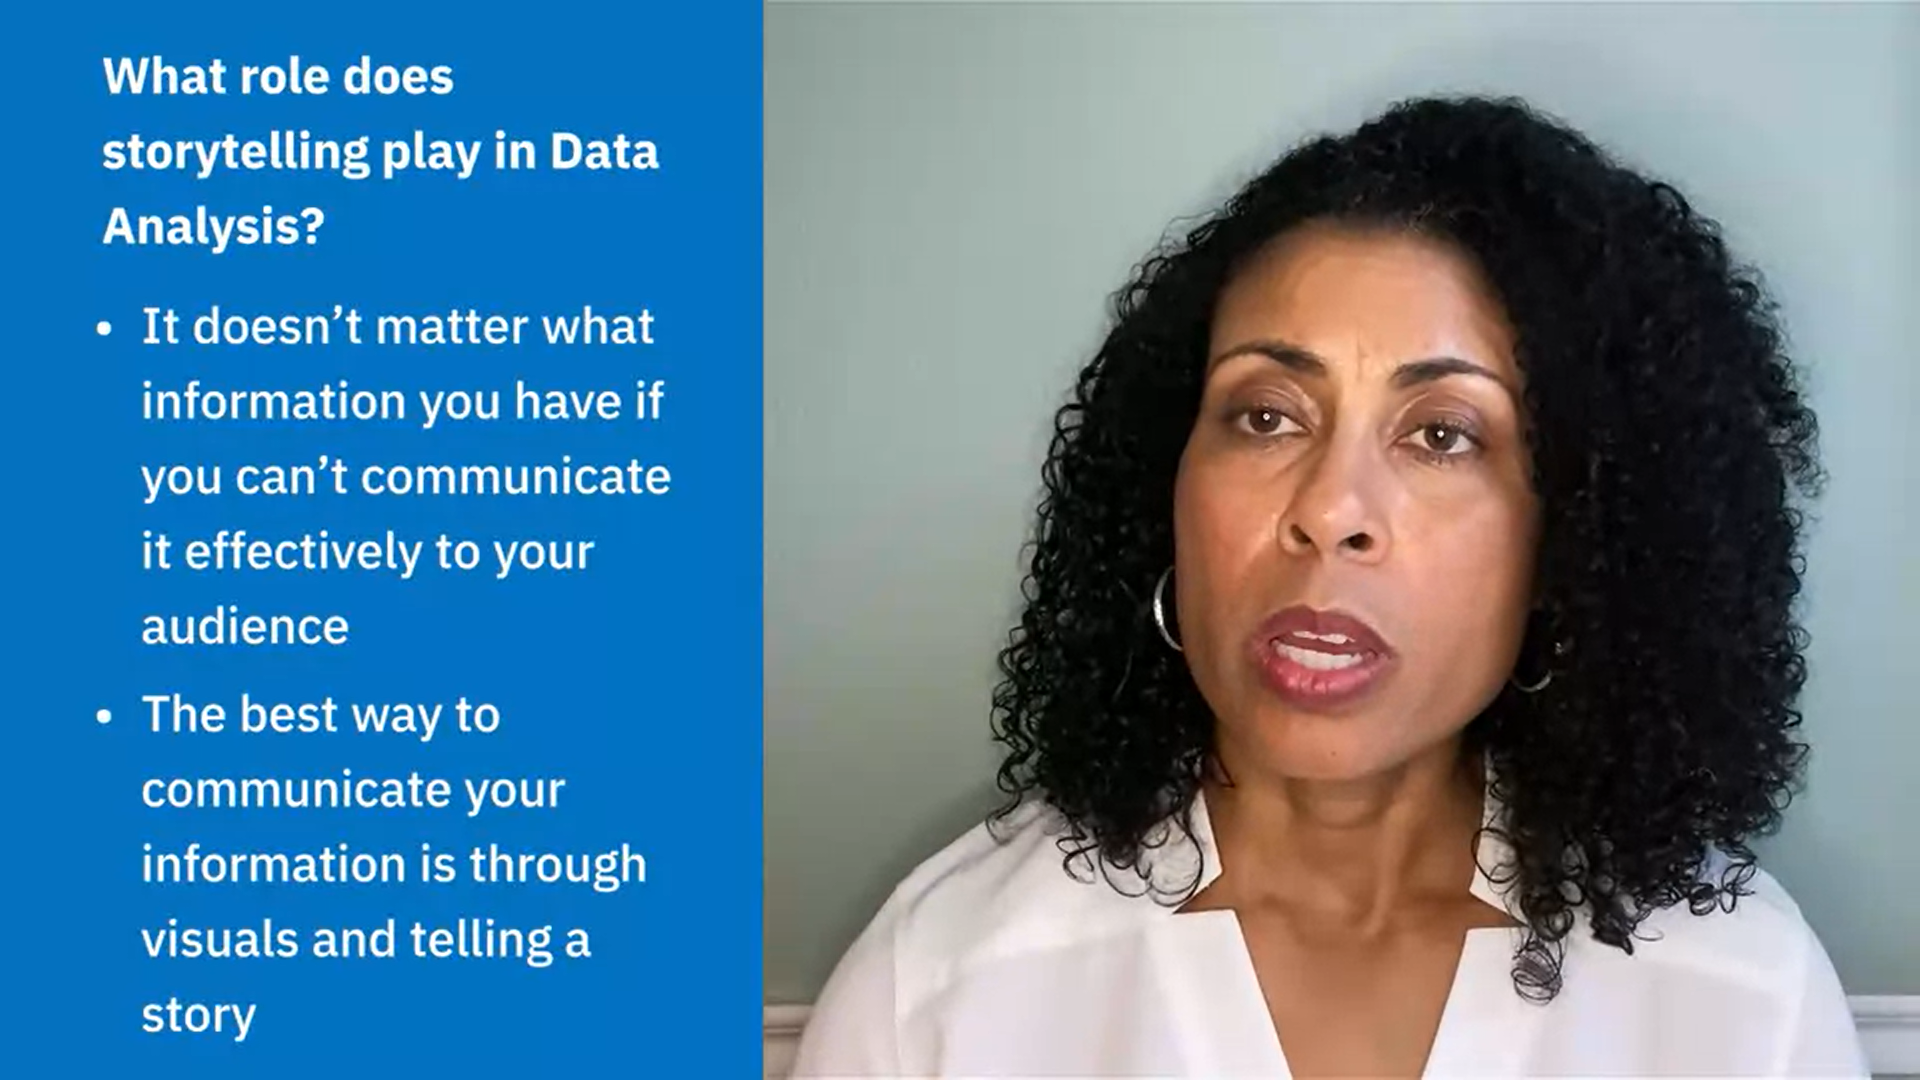 What role does
storytelling play in Data
Analysis?
• It doesn’t matter what
information you have if
you can’t communicate
it effectively to your
audience
• The best way to
communicate your
information is through
visuals and telling a
story